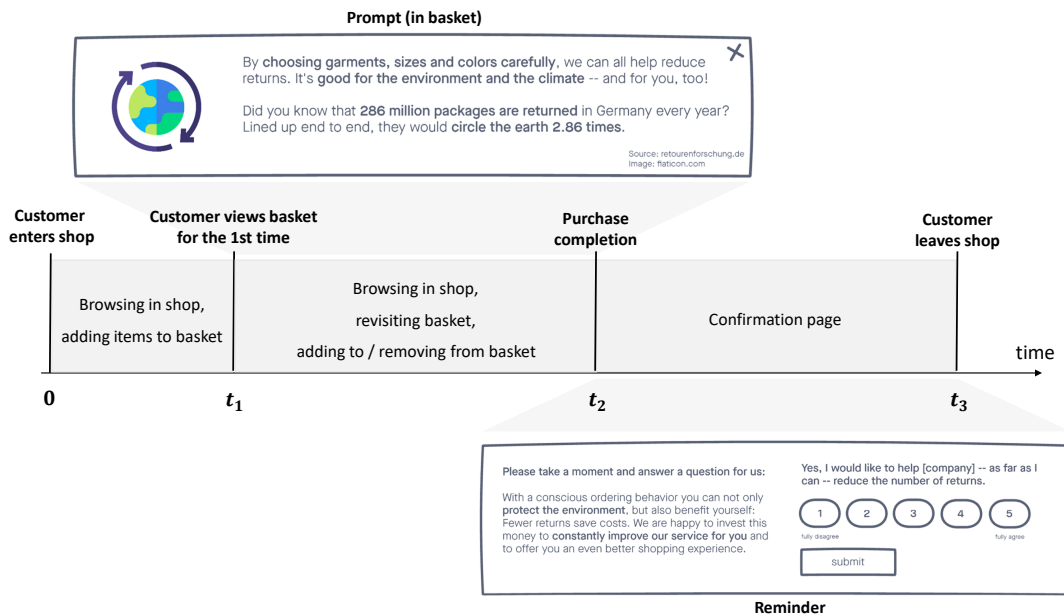 Prompt (in basket)
By choosing garments, sizes and colors carefully, we can all help reduce
returns. It's good for the environment and the climate -- and for you, too!
Did you know that 286 million packages are returned in Germany every year?
Lined up end to end, they would circle the earth 2.86 times.
Source: retourenforschung.de
Image: flaticon.com
Customer
enters shop
Customer views basket
for the 1st time
Purchase
completion
Customer
leaves shop
Browsing in shop,
adding items to basket
Browsing in shop,
revisiting basket,
adding to / removing from basket
Confirmation page
time
0
t1
t2
t3
Please take a moment and answer a question for us:
With a conscious ordering behavior you can not only
protect the environment, but also benefit yourself:
Fewer returns save costs. We are happy to invest this
money to constantly improve our service for you and
to offer you an even better shopping experience.
Yes, I would like to help [company] -- as far as I
can -- reduce the number of returns.
1 2 3 4 5
fully disagree fully agree
submit
Reminder